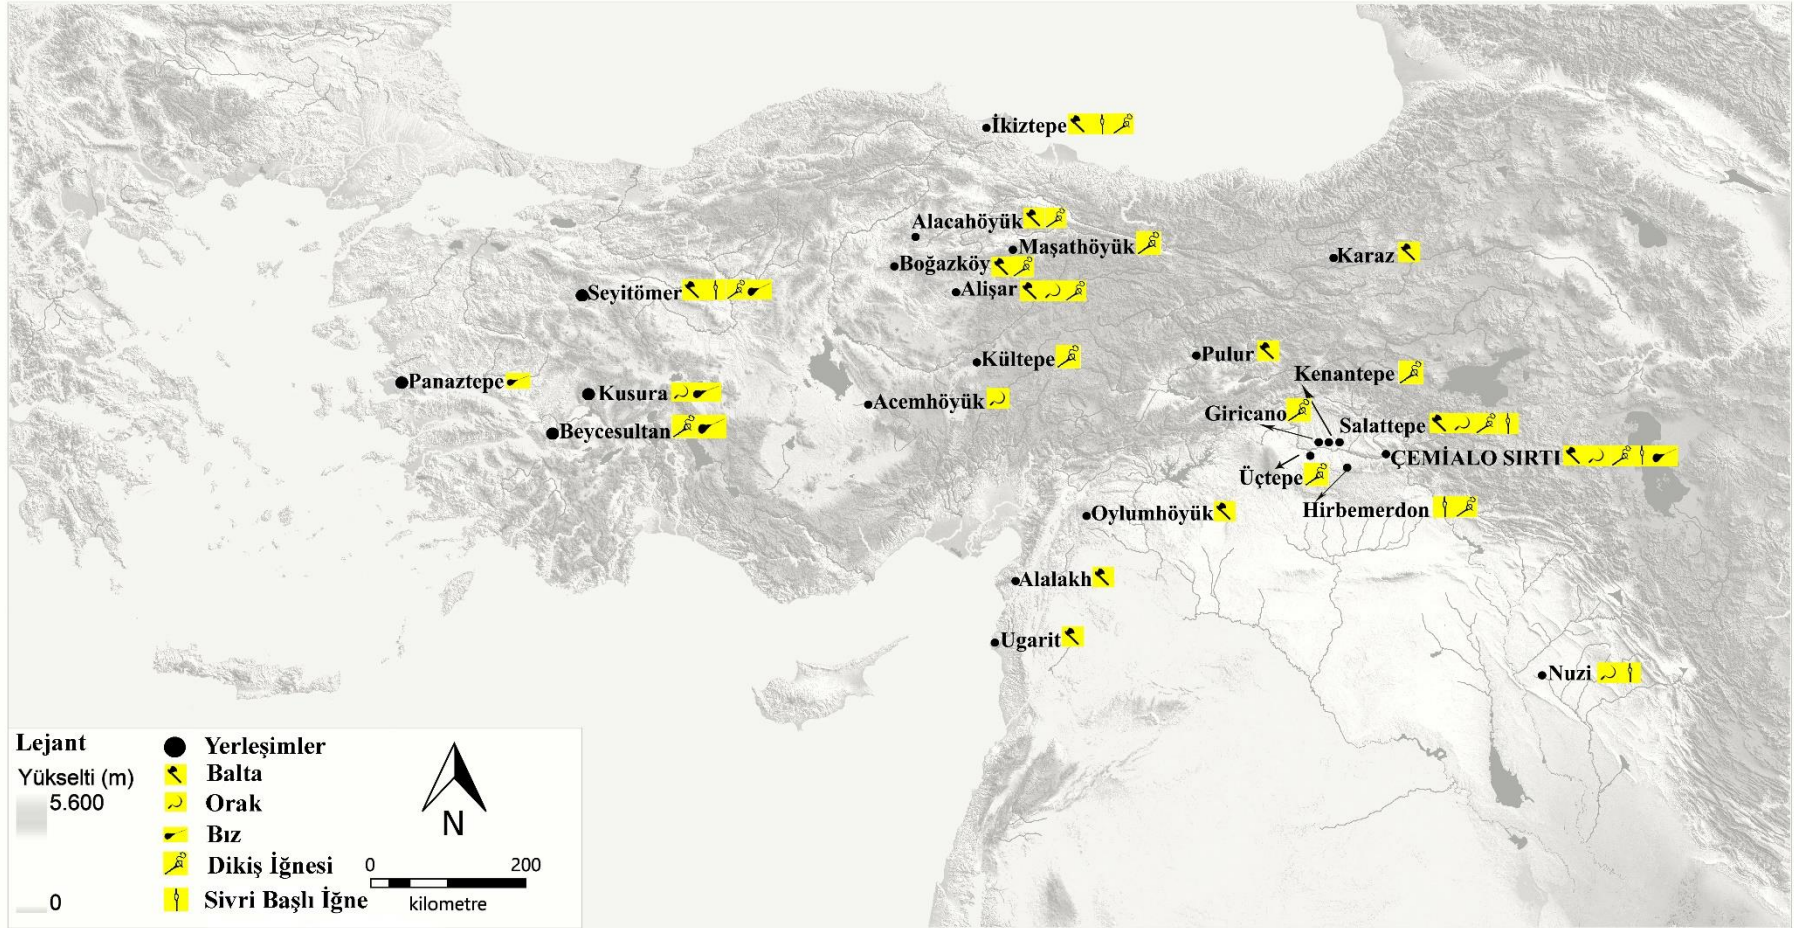 İkiztepe
Alacahöyük
Maşathöyük
Karaz
Boğazköy
Seyitömer
Alişar
Pulur
Kültepe
Kenantepe
Panaztepe
Kusura
Acemhöyük
Giricano
Salattepe
Beycesultan
ÇEMİALO SIRTI
Üçtepe
Hirbemerdon
Oylumhöyük
Alalakh
Ugarit
Nuzi
Lejant
Yükselti (m)
5.600
0
Yerleşimler
Balta
Orak
Bız
Dikiş İğnesi
Sivri Başlı İğne
N
0 200
kilometre